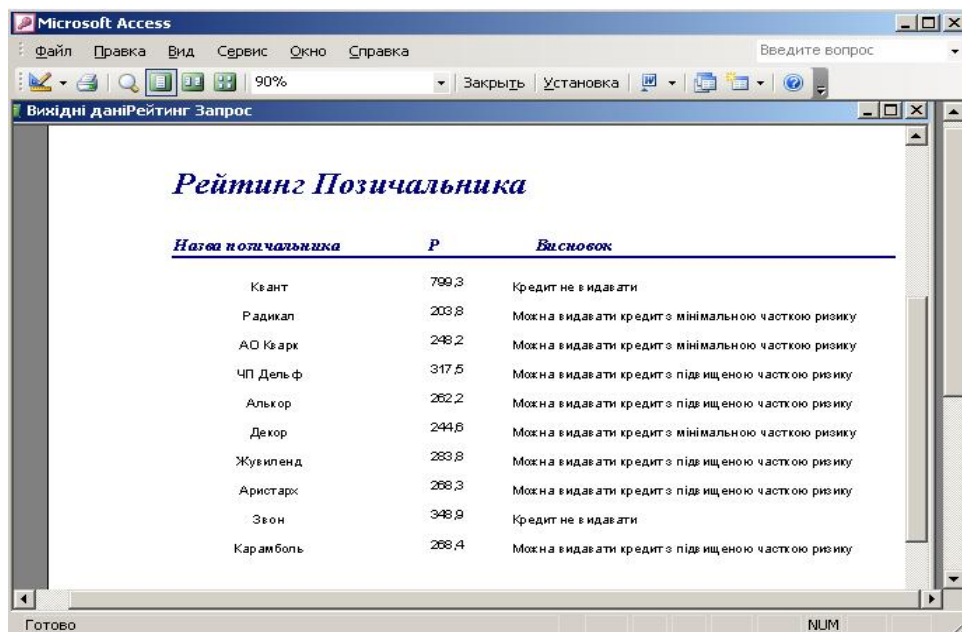 Microsoft Access
Файл Правка Вид Сервис Окно Справка Введите вопрос
90% Закрыть Установка
Вихідні даніРейтинг Запрос
Рейтинг Позичальника
Назва позичальника Р Висновок
Квант 799,3 Кредит не видавати
Радикал 203,8 Можна видавати кредит з мінімальною часткою ризику
АО Кварк 248,2 Можна видавати кредит з мінімальною часткою ризику
ЧП Дельф 317,5 Можна видавати кредит з підвищеною часткою ризику
Алькор 262,2 Можна видавати кредит з підвищеною часткою ризику
Декор 244,6 Можна видавати кредит з мінімальною часткою ризику
Жувиленд 283,8 Можна видавати кредит з підвищеною часткою ризику
Аристарх 268,3 Можна видавати кредит з підвищеною часткою ризику
Звон 348,9 Кредит не видавати
Карамболь 268,4 Можна видавати кредит з підвищеною часткою ризику
Готово NUM